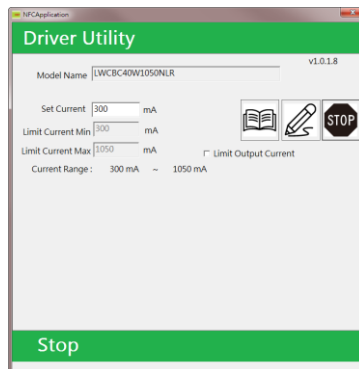 NFCApplication
Driver Utility
v1.0.1.8
Model Name LWCBC40W1050NLR
Set Current 300 mA
Limit Current Min 300 mA
Limit Current Max 1050 mA
Limit Output Current
Current Range : 300 mA ~ 1050 mA
STOP
Stop